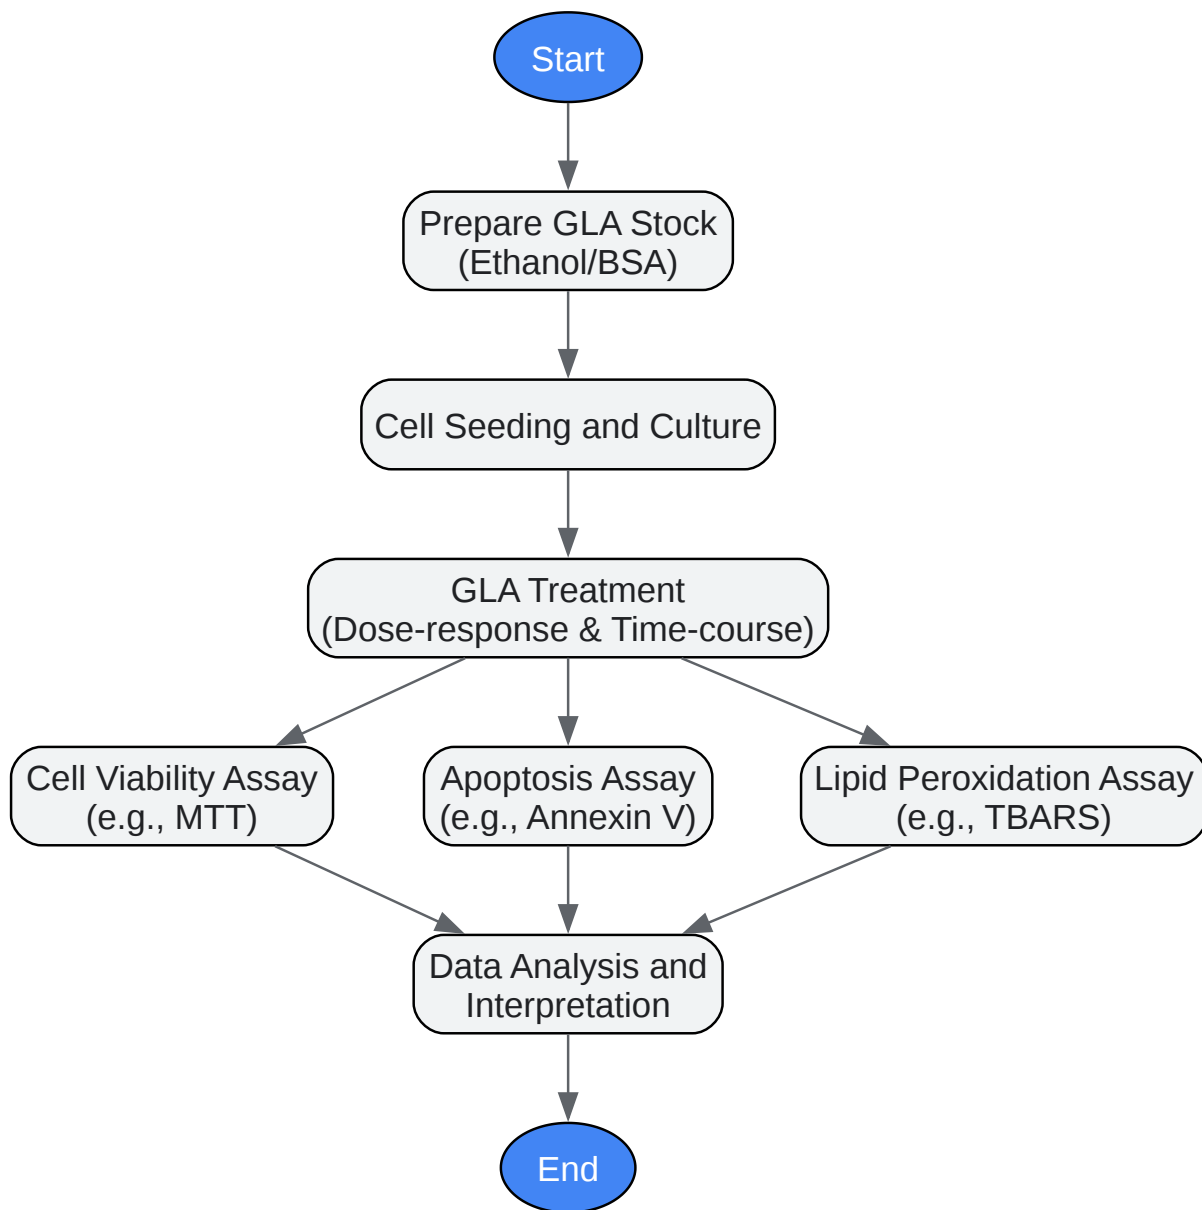 Start
Prepare GLA Stock
(Ethanol/BSA)
Cell Seeding and Culture
GLA Treatment
(Dose-response & Time-course)
Cell Viability Assay
(e.g., MTT)
Apoptosis Assay
(e.g., Annexin V)
Lipid Peroxidation Assay
(e.g., TBARS)
Data Analysis and
Interpretation
End